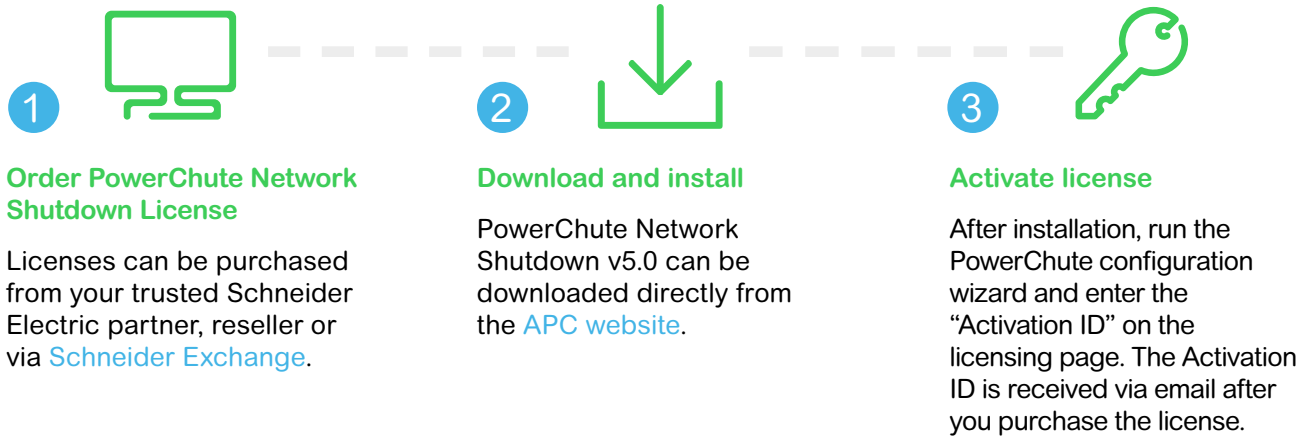 1
Order PowerChute Network
Shutdown License
Licenses can be purchased
from your trusted Schneider
Electric partner, reseller or
via Schneider Exchange.
2
Download and install
PowerChute Network
Shutdown v5.0 can be
downloaded directly from
the APC website.
3
Activate license
After installation, run the
PowerChute configuration
wizard and enter the
“Activation ID” on the
licensing page. The Activation
ID is received via email after
you purchase the license.